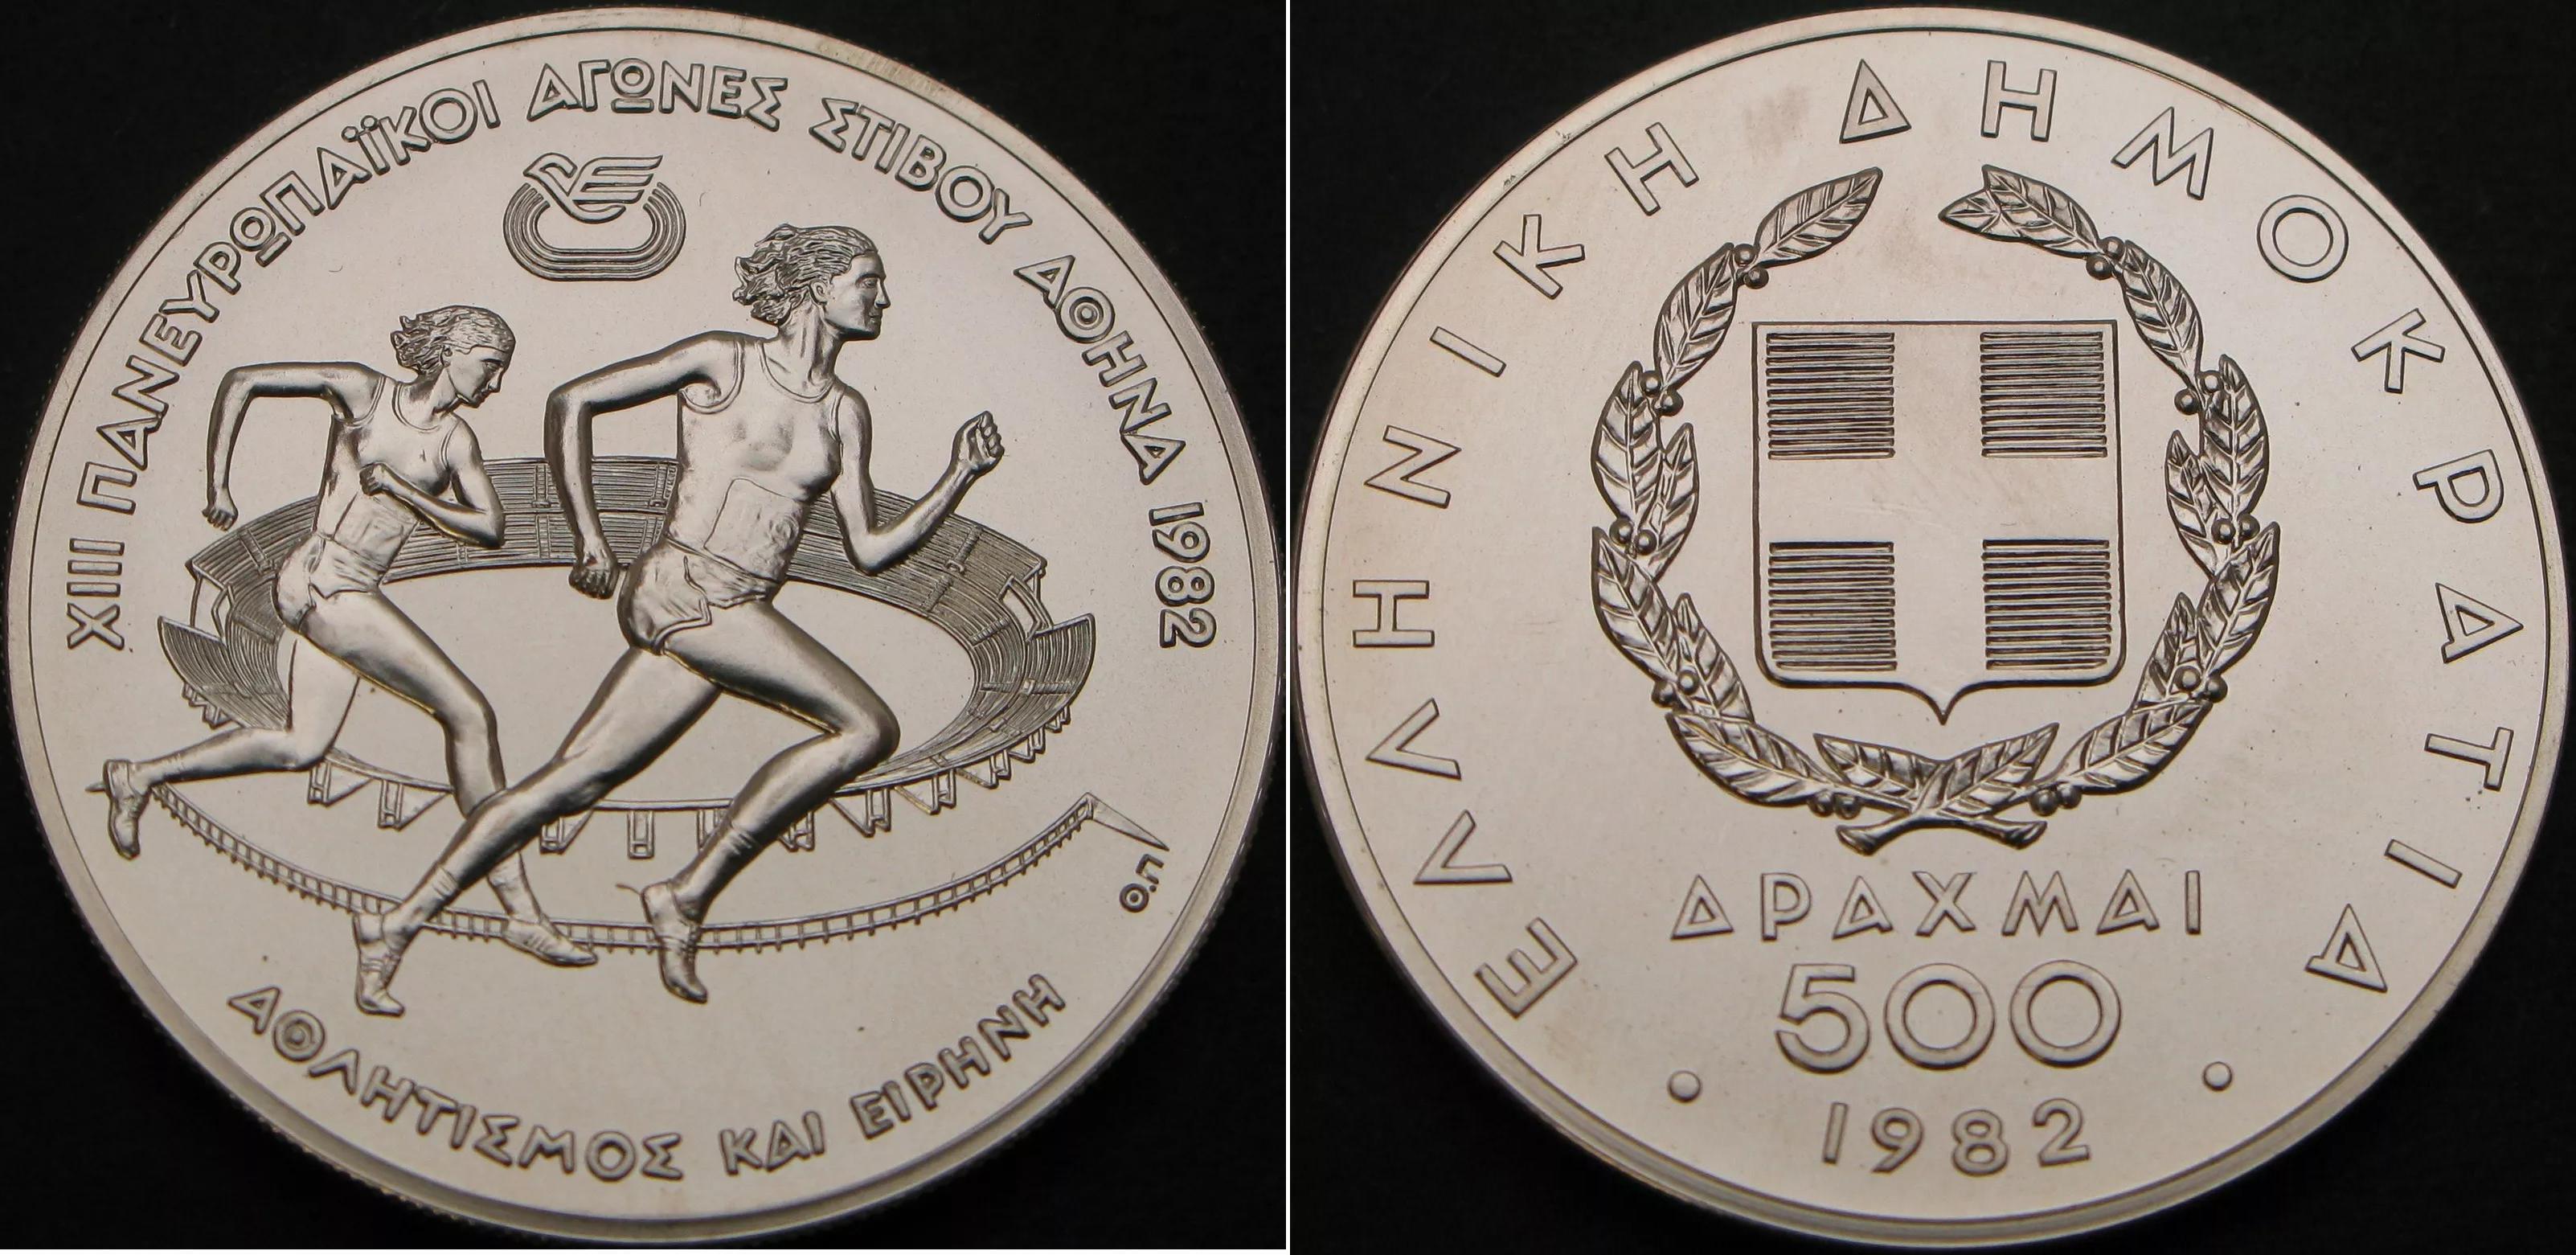 XIII ΠΑΝΕΥΡΩΠΑΪΚΟΙ ΑΓΩΝΕΣ ΣΤΙΒΟΥ ΑΘΗΝΑ 1982
ΑΘΛΗΤΙΣΜΟΣ ΚΑΙ ΕΙΡΗΝΗ
ΕΛΛΗΝΙΚΗ ΔΗΜΟΚΡΑΤΙΑ
ΔΡΑΧΜΑΙ
500
1982